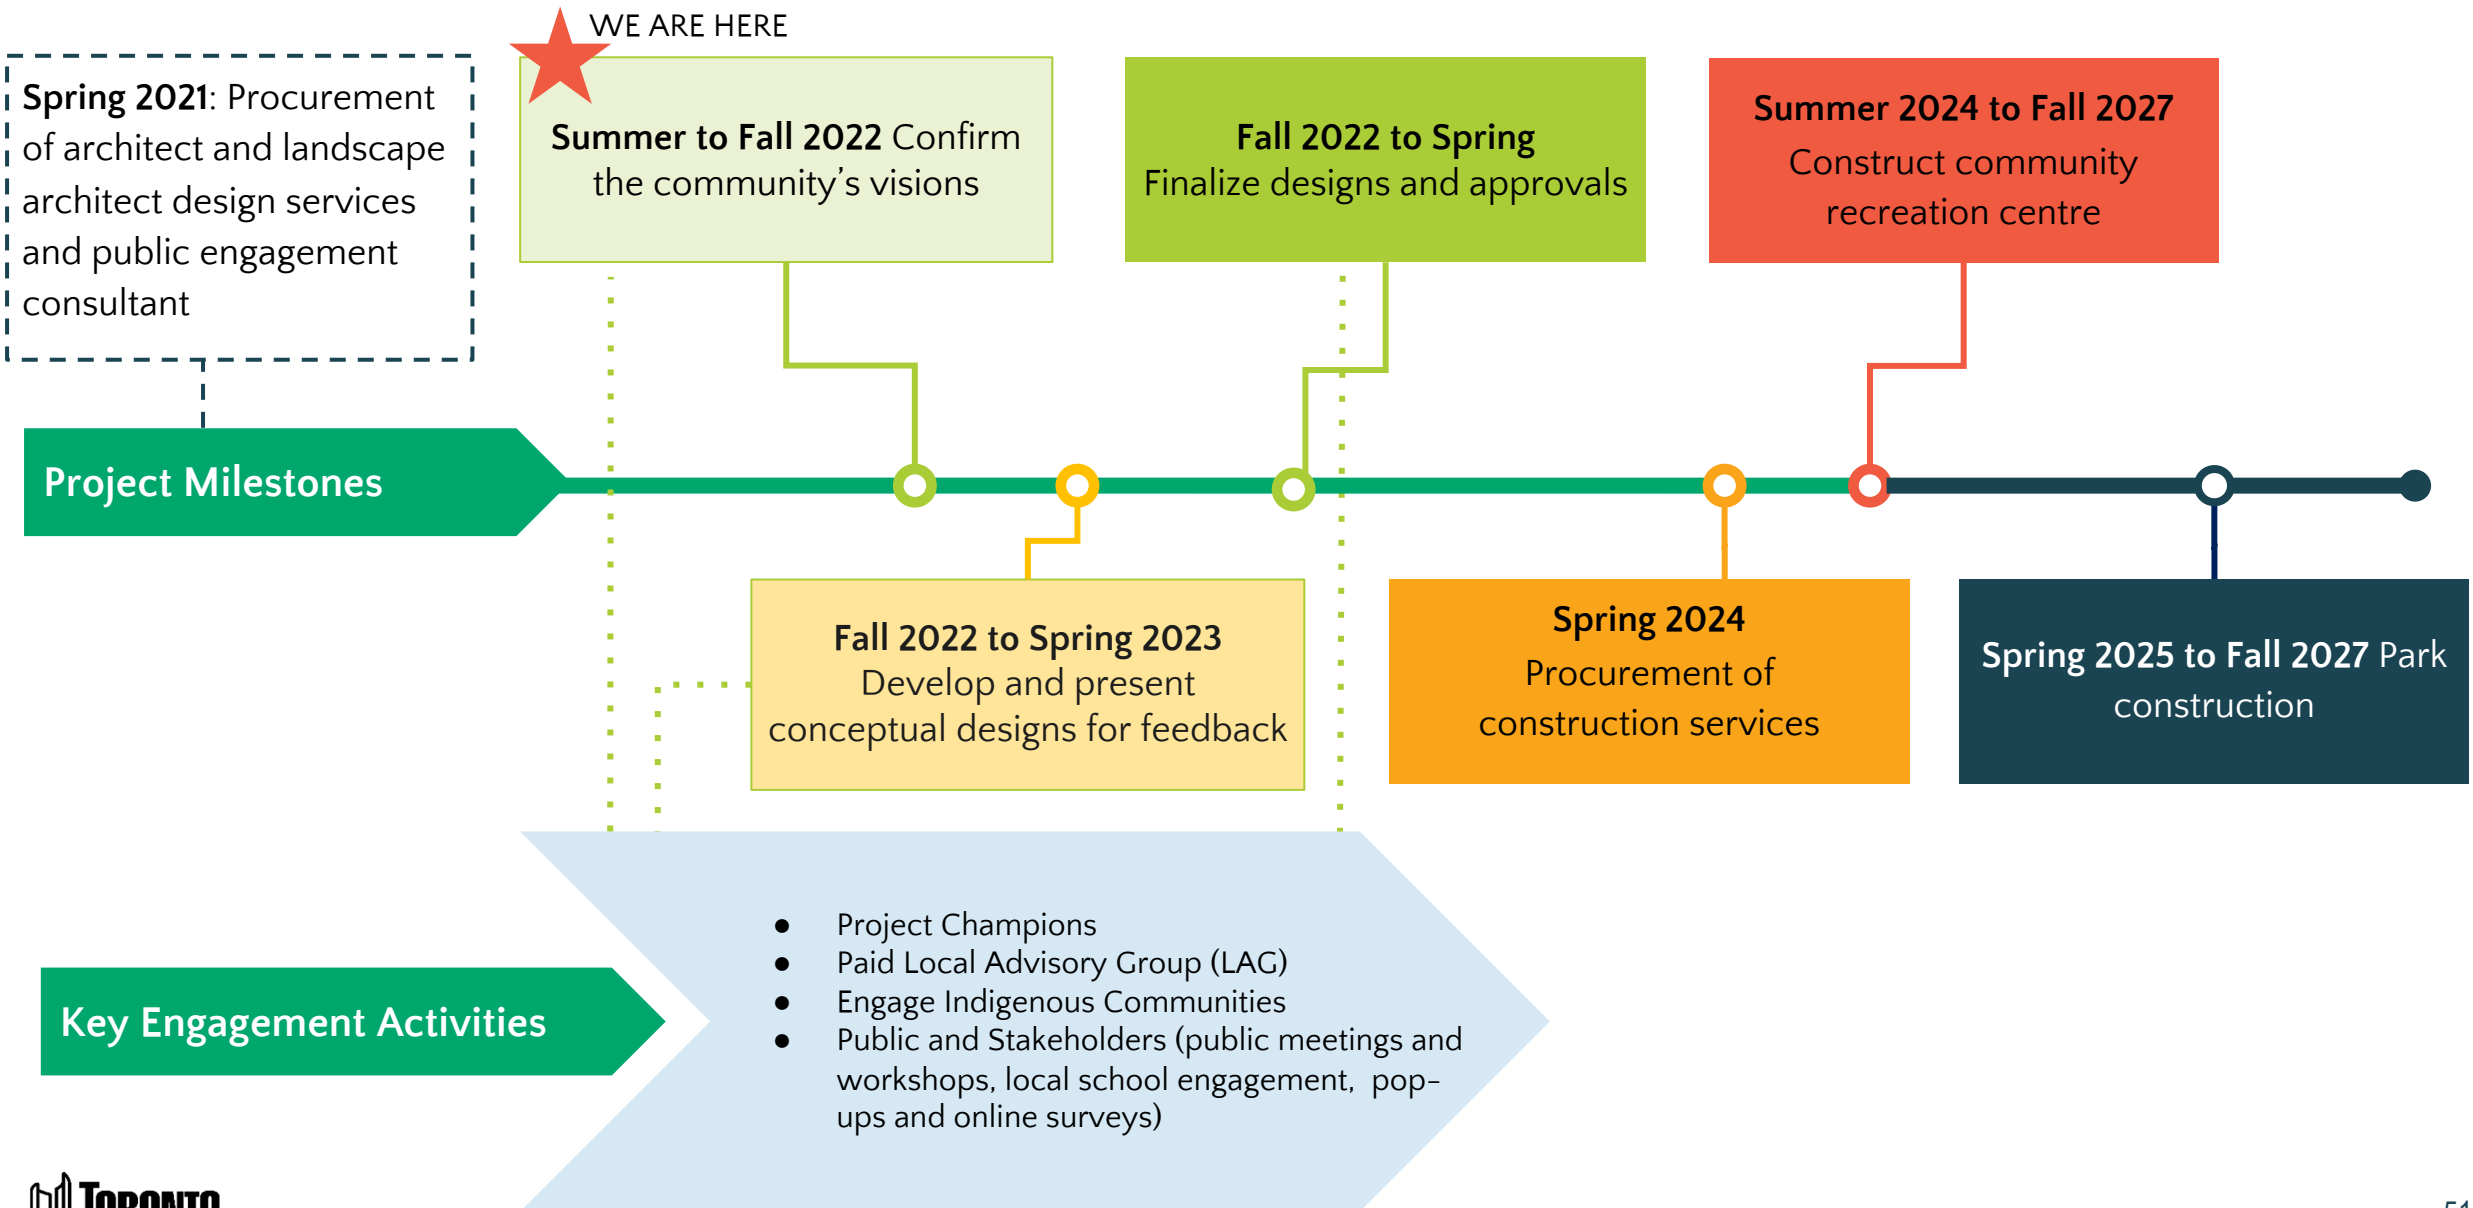 WE ARE HERE
Spring 2021: Procurement
of architect and landscape
architect design services
and public engagement
consultant
Summer to Fall 2022 Confirm
the community's visions
Fall 2022 to Spring
Finalize designs and approvals
Summer 2024 to Fall 2027
Construct community
recreation centre
Project Milestones
Fall 2022 to Spring 2023
Develop and present
conceptual designs for feedback
Spring 2024
Procurement of
construction services
Spring 2025 to Fall 2027 Park
construction
Key Engagement Activities
● Project Champions
● Paid Local Advisory Group (LAG)
● Engage Indigenous Communities
● Public and Stakeholders (public meetings and
workshops, local school engagement, pop-
ups and online surveys)
TORONTO
51